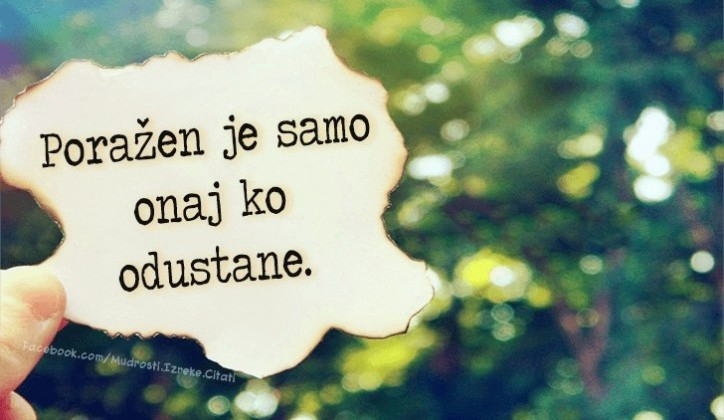 Poražen je samo
onaj ko
odustane.
Facebook.com/Mudrosti.Izreke.Citati